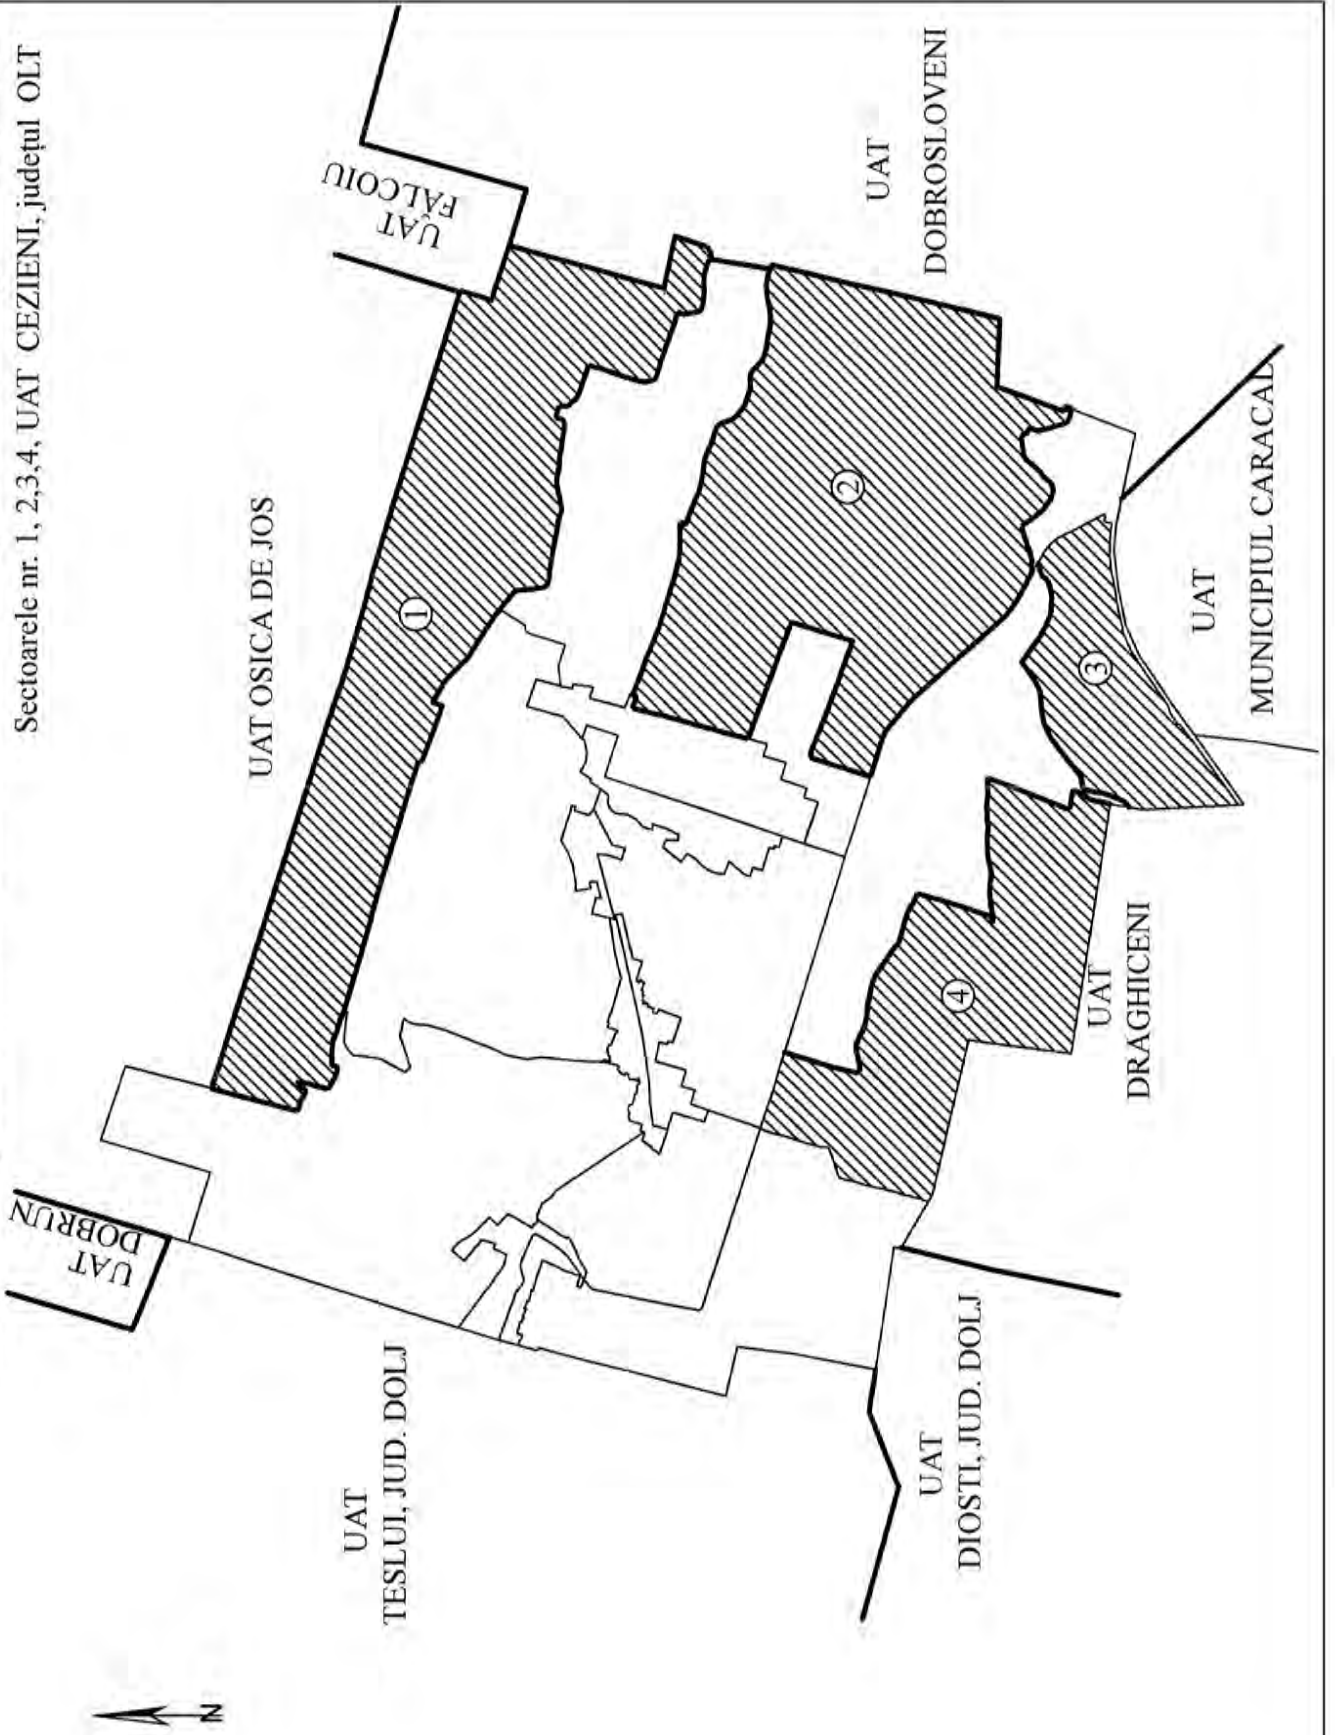 Sectoarele nr. 1, 2,3,4, UAT CEZIENI, județul OLT
N
UAT
DOBRUN
UAT OSICA DE JOS
UAT
FĂLCOIU
UAT
TESLUI, JUD. DOLJ
1
2
3
4
UAT
DOBROSLOVENI
UAT
DIOSTI, JUD. DOLJ
UAT
DRAGHICENI
UAT
MUNICIPIUL CARACAL